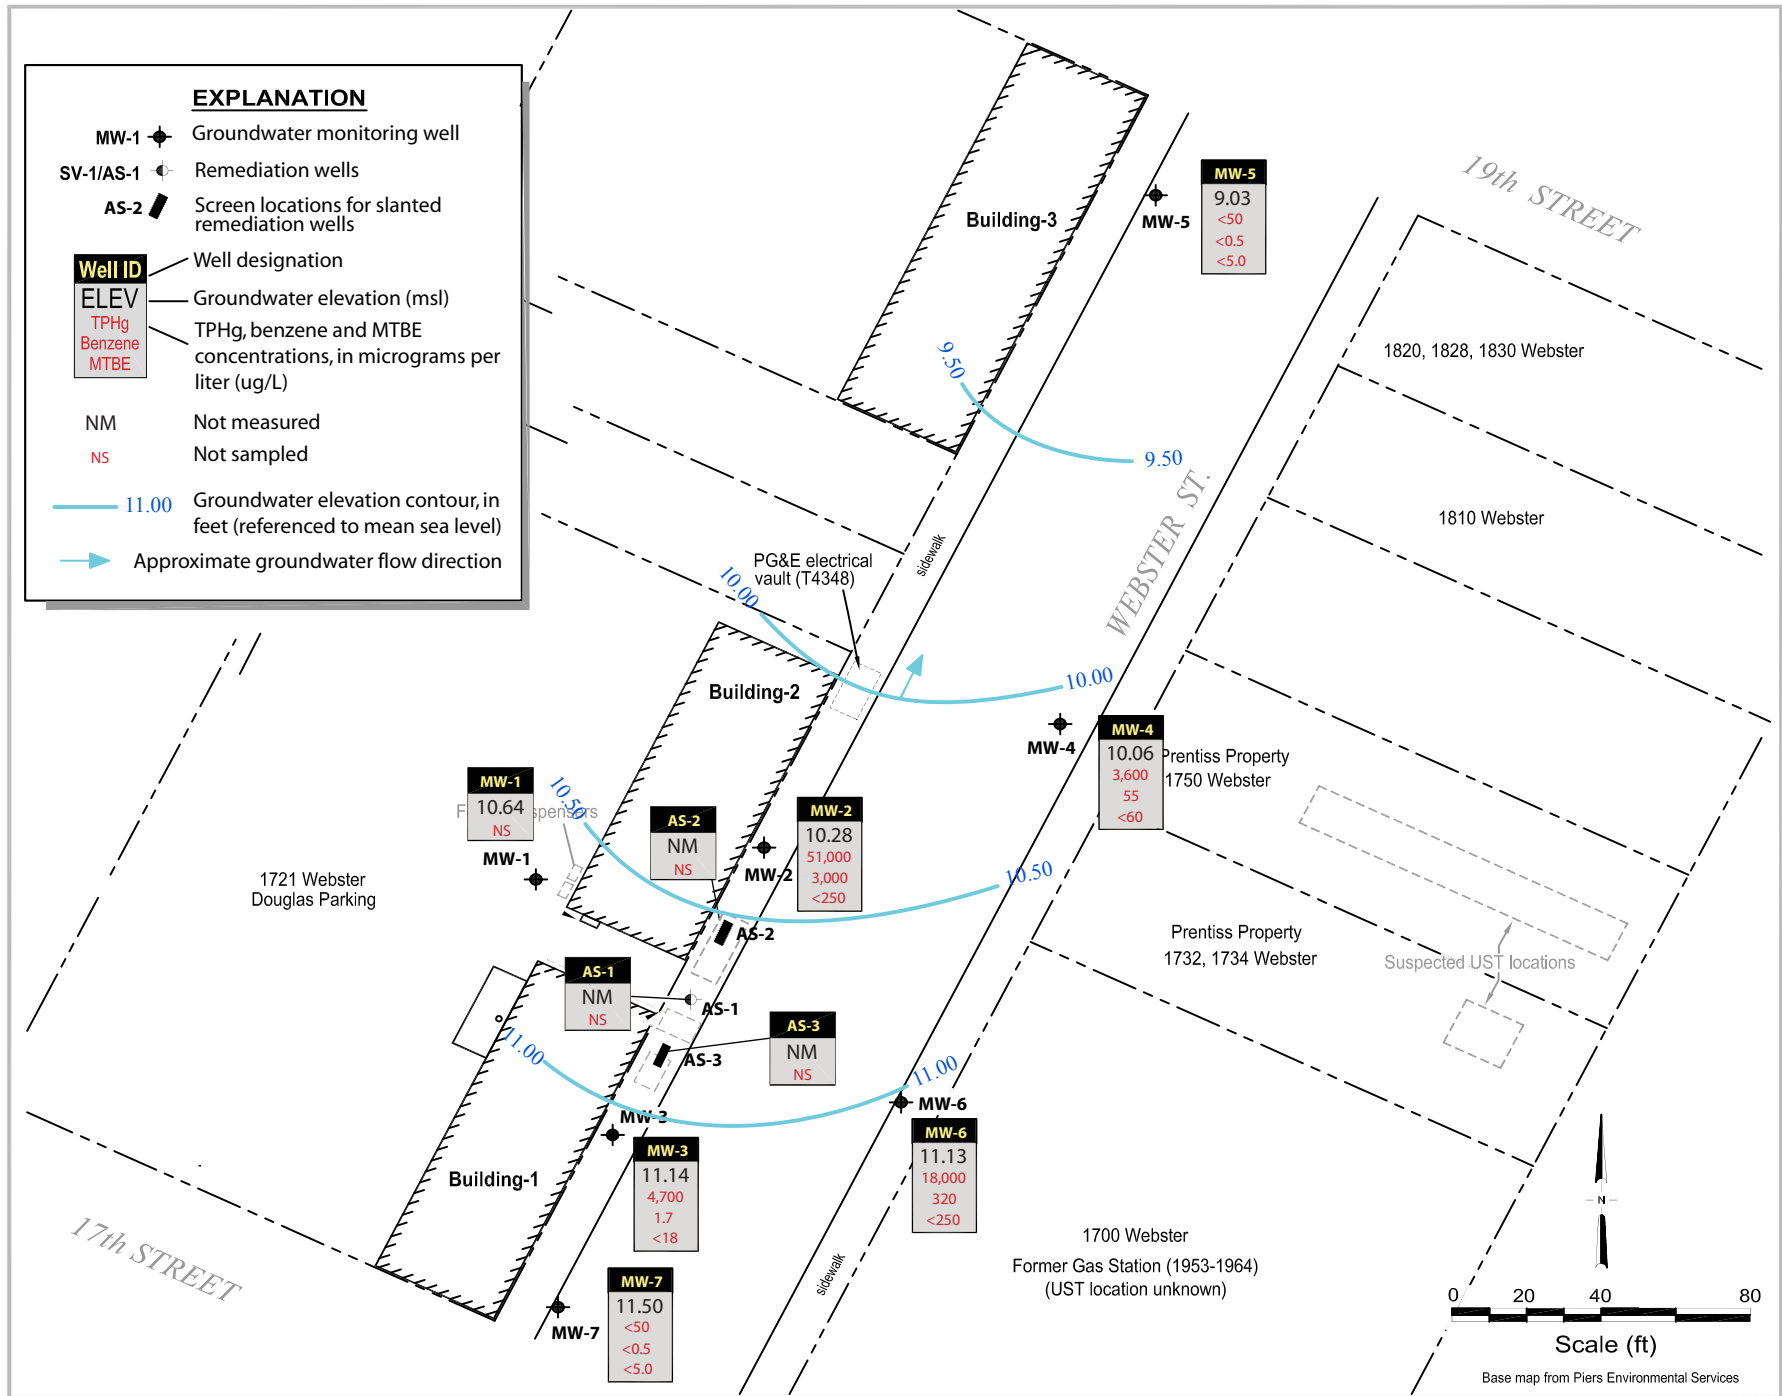 EXPLANATION
MW-1 Groundwater monitoring well
SV-1/AS-1 Remediation wells
AS-2 Screen locations for slanted
remediation wells
Well ID
ELEV
TPHg
Benzene
MTBE
Well designation
Groundwater elevation (msl)
TPHg, benzene and MTBE
concentrations, in micrograms per
liter (ug/L)
NM Not measured
NS Not sampled
11.00 Groundwater elevation contour, in
feet (referenced to mean sea level)
Approximate groundwater flow direction
Building-3
MW-5
MW-5
9.03
<50
<0.5
<5.0
19th STREET
1820, 1828, 1830 Webster
9.50
9.50
1810 Webster
WEBSTER ST.
sidewalk
PG&E electrical
vault (T4348)
10.00
10.00
Building-2
MW-4
MW-4
10.06
3,600
55
<60
Prentiss Property
1750 Webster
MW-1
10.64
NS
10.50
MW-1
AS-2
NM
NS
MW-2
MW-2
10.28
51,000
3,000
<250
10.50
1721 Webster
Douglas Parking
AS-2
Prentiss Property
1732, 1734 Webster
Suspected UST locations
AS-1
NM
NS
AS-1
AS-3
NM
NS
AS-3
11.00
11.00
MW-6
MW-6
11.13
18,000
320
<250
MW-3
MW-3
11.14
4,700
1.7
<18
Building-1
17th STREET
MW-7
MW-7
11.50
<50
<0.5
<5.0
sidewalk
1700 Webster
Former Gas Station (1953-1964)
(UST location unknown)
N
0 20 40 80
Scale (ft)
Base map from Piers Environmental Services